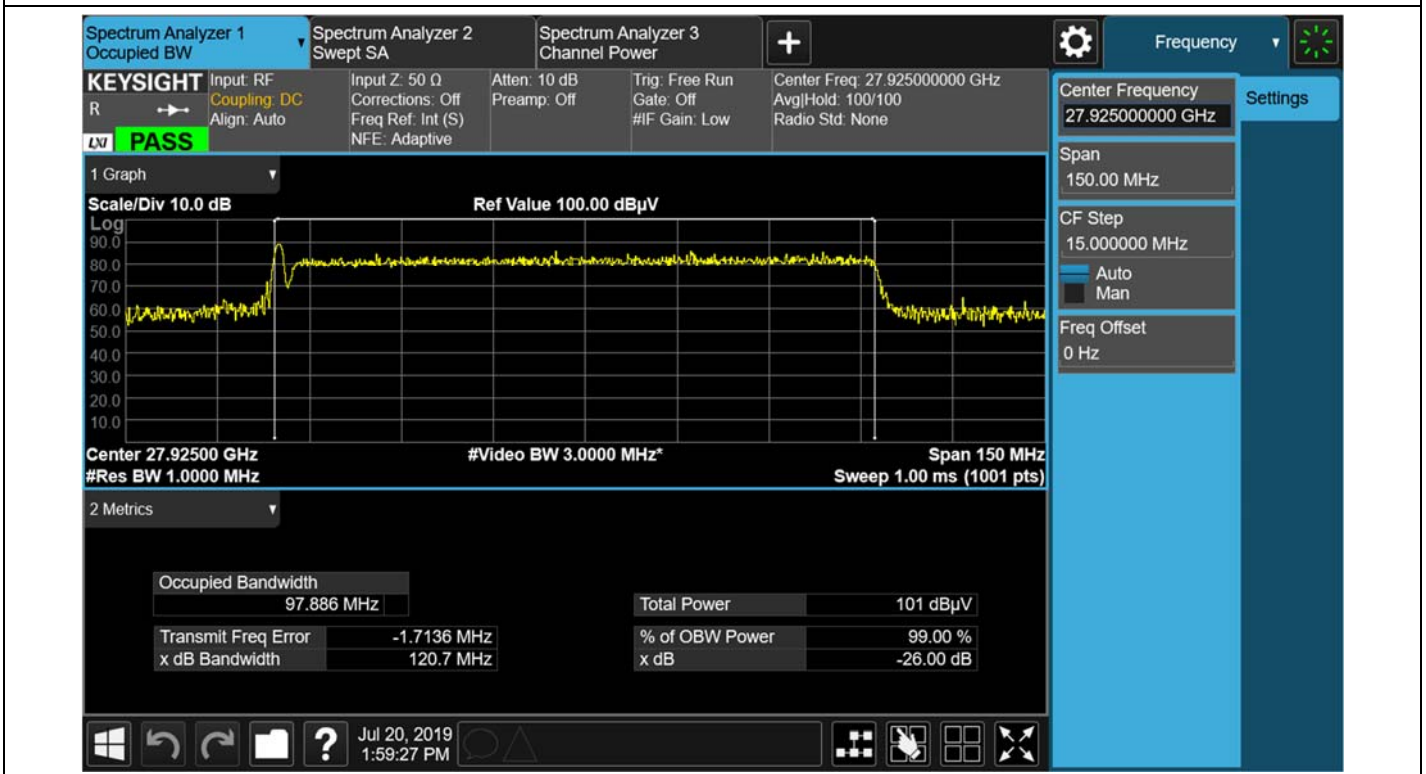 Spectrum Analyzer 1
Occupied BW
Spectrum Analyzer 2
Swept SA
Spectrum Analyzer 3
Channel Power
+
Frequency
KEYSIGHT
R
LXI
PASS
Input: RF
Coupling: DC
Align: Auto
Input Z: 50 Ω
Corrections: Off
Freq Ref: Int (S)
NFE: Adaptive
Atten: 10 dB
Preamp: Off
Trig: Free Run
Gate: Off
#IF Gain: Low
Center Freq: 27.925000000 GHz
Avg|Hold: 100/100
Radio Std: None
Center Frequency
27.925000000 GHz
Settings
Span
150.00 MHz
CF Step
15.000000 MHz
Auto
Man
Freq Offset
0 Hz
1 Graph
Scale/Div 10.0 dB
Ref Value 100.00 dBµV
Log
90.0
80.0
70.0
60.0
50.0
40.0
30.0
20.0
10.0
Center 27.92500 GHz
#Video BW 3.0000 MHz*
Span 150 MHz
#Res BW 1.0000 MHz
Sweep 1.00 ms (1001 pts)
2 Metrics
Occupied Bandwidth
97.886 MHz
Total Power 101 dBµV
Transmit Freq Error -1.7136 MHz
% of OBW Power 99.00 %
x dB Bandwidth 120.7 MHz
x dB -26.00 dB
?
Jul 20, 2019
1:59:27 PM